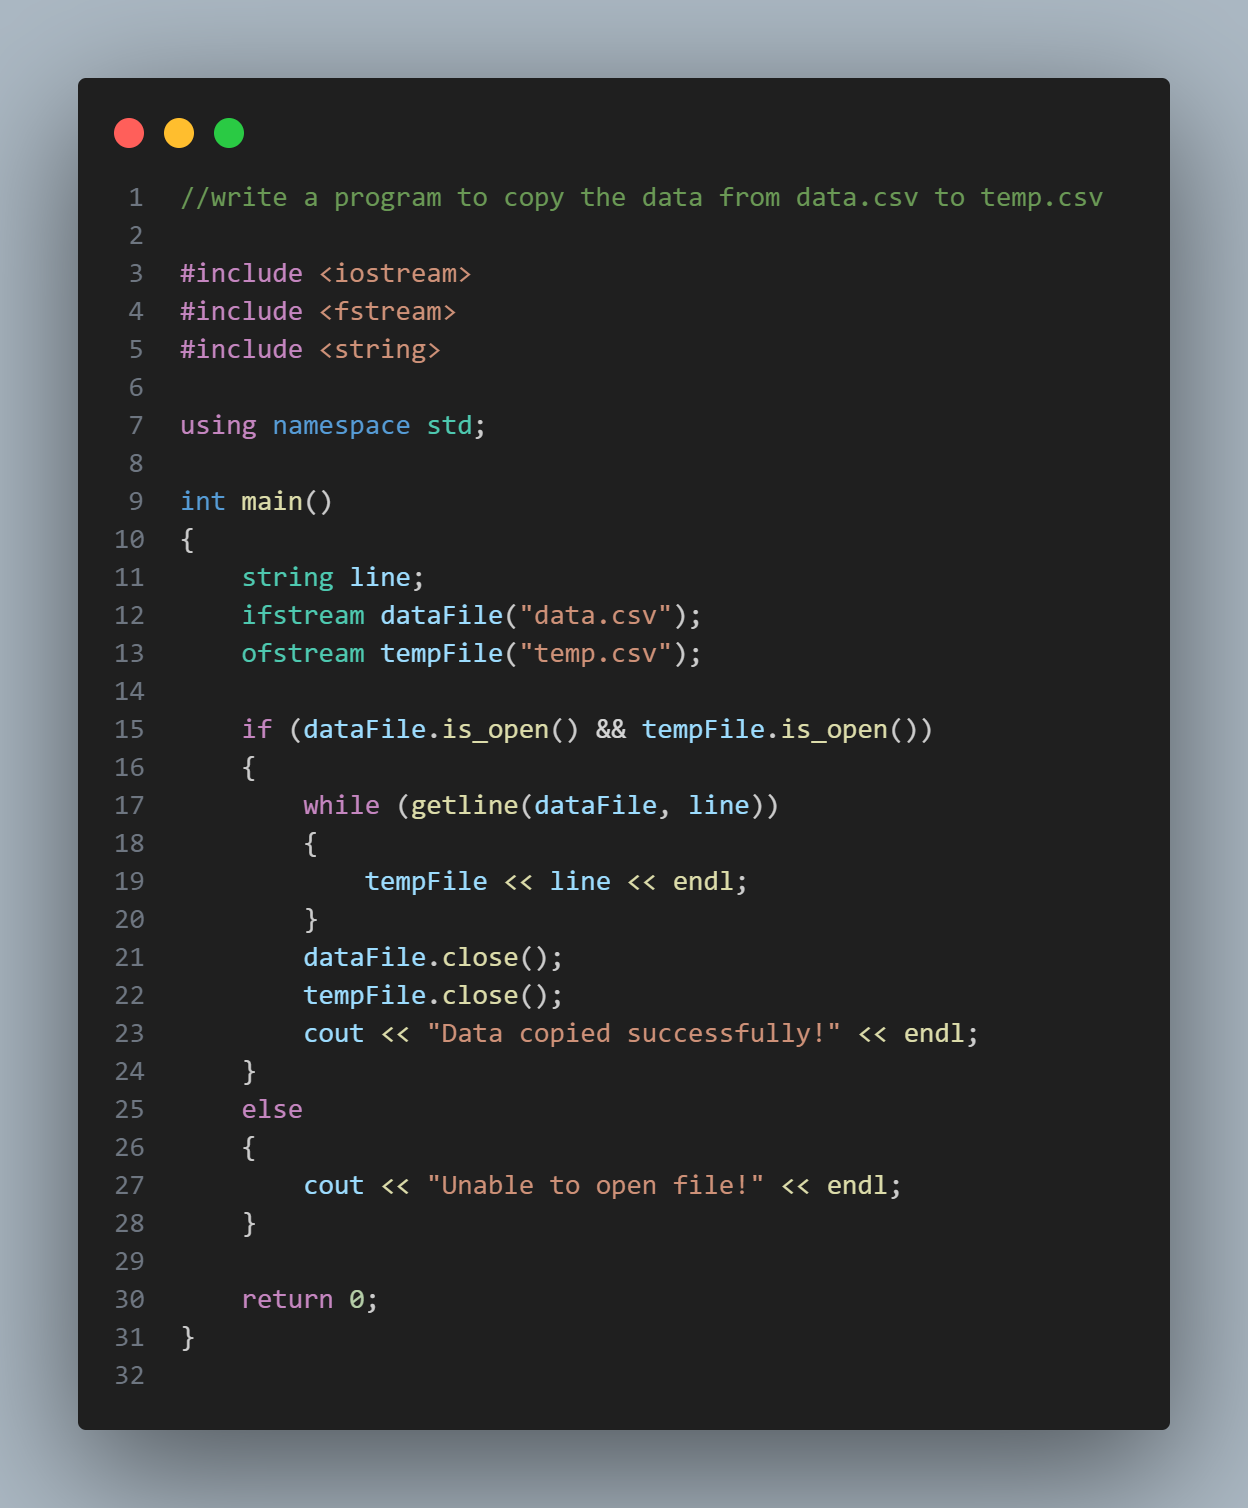 1 //write a program to copy the data from data.csv to temp.csv
2
3 #include <iostream>
4 #include <fstream>
5 #include <string>
6
7 using namespace std;
8
9 int main()
10 {
11     string line;
12     ifstream dataFile("data.csv");
13     ofstream tempFile("temp.csv");
14
15     if (dataFile.is_open() && tempFile.is_open())
16     {
17         while (getline(dataFile, line))
18         {
19             tempFile << line << endl;
20         }
21         dataFile.close();
22         tempFile.close();
23         cout << "Data copied successfully!" << endl;
24     }
25     else
26     {
27         cout << "Unable to open file!" << endl;
28     }
29
30     return 0;
31 }
32